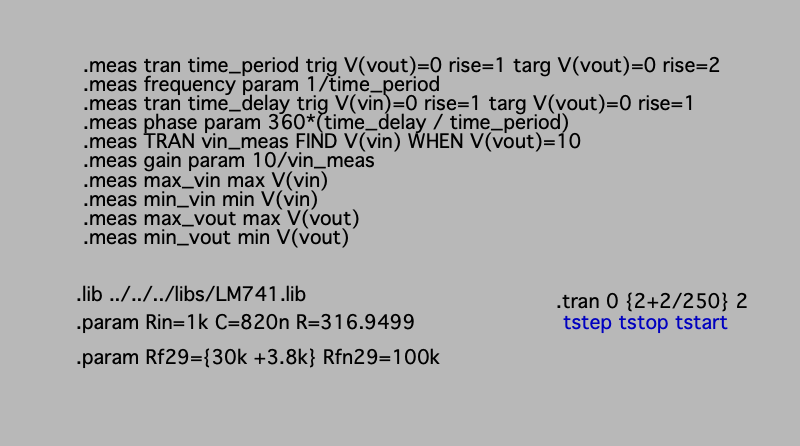 .meas tran time_period trig V(vout)=0 rise=1 targ V(vout)=0 rise=2
.meas frequency param 1/time_period
.meas tran time_delay trig V(vin)=0 rise=1 targ V(vout)=0 rise=1
.meas phase param 360*(time_delay / time_period)
.meas TRAN vin_meas FIND V(vin) WHEN V(vout)=10
.meas gain param 10/vin_meas
.meas max_vin max V(vin)
.meas min_vin min V(vin)
.meas max_vout max V(vout)
.meas min_vout min V(vout)
.lib ../../../libs/LM741.lib
.tran 0 {2+2/250} 2
.param Rin=1k C=820n R=316.9499
tstep tstop tstart
.param Rf29={30k +3.8k} Rfn29=100k